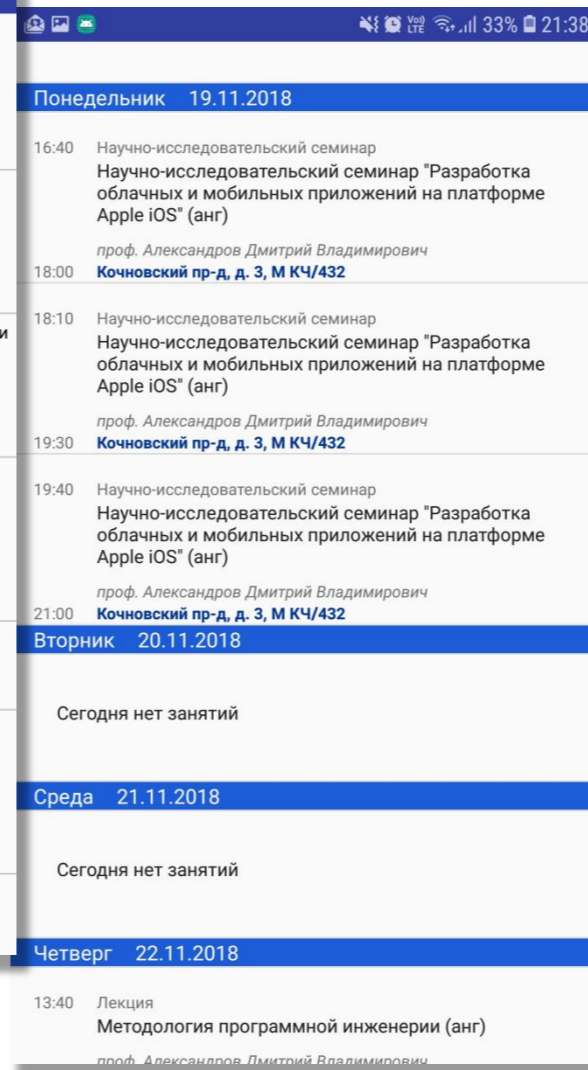 33% 21:38
Понедельник 19.11.2018
16:40 Научно-исследовательский семинар
Научно-исследовательский семинар "Разработка
облачных и мобильных приложений на платформе
Apple iOS" (анг)
проф. Александров Дмитрий Владимирович
18:00 Кочновский пр-д, д. 3, М КЧ/432
и
18:10 Научно-исследовательский семинар
Научно-исследовательский семинар "Разработка
облачных и мобильных приложений на платформе
Apple iOS" (анг)
проф. Александров Дмитрий Владимирович
19:30 Кочновский пр-д, д. 3, М КЧ/432
19:40 Научно-исследовательский семинар
Научно-исследовательский семинар "Разработка
облачных и мобильных приложений на платформе
Apple iOS" (анг)
проф. Александров Дмитрий Владимирович
21:00 Кочновский пр-д, д. 3, М КЧ/432
Вторник 20.11.2018
Сегодня нет занятий
Среда 21.11.2018
Сегодня нет занятий
Четверг 22.11.2018
13:40 Лекция
Методология программной инженерии (анг)
проф. Александров Дмитрий Владимирович